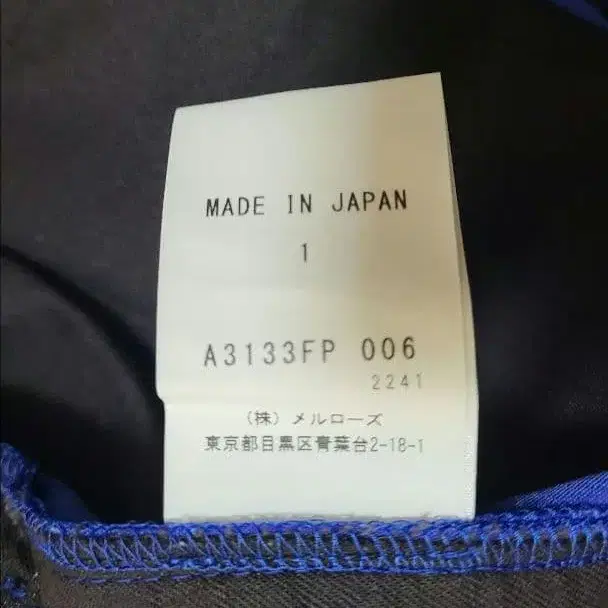 MADE IN JAPAN
1
A3133FP 006
2241
(株) メルローズ
東京都目黒区青葉台2-18-1